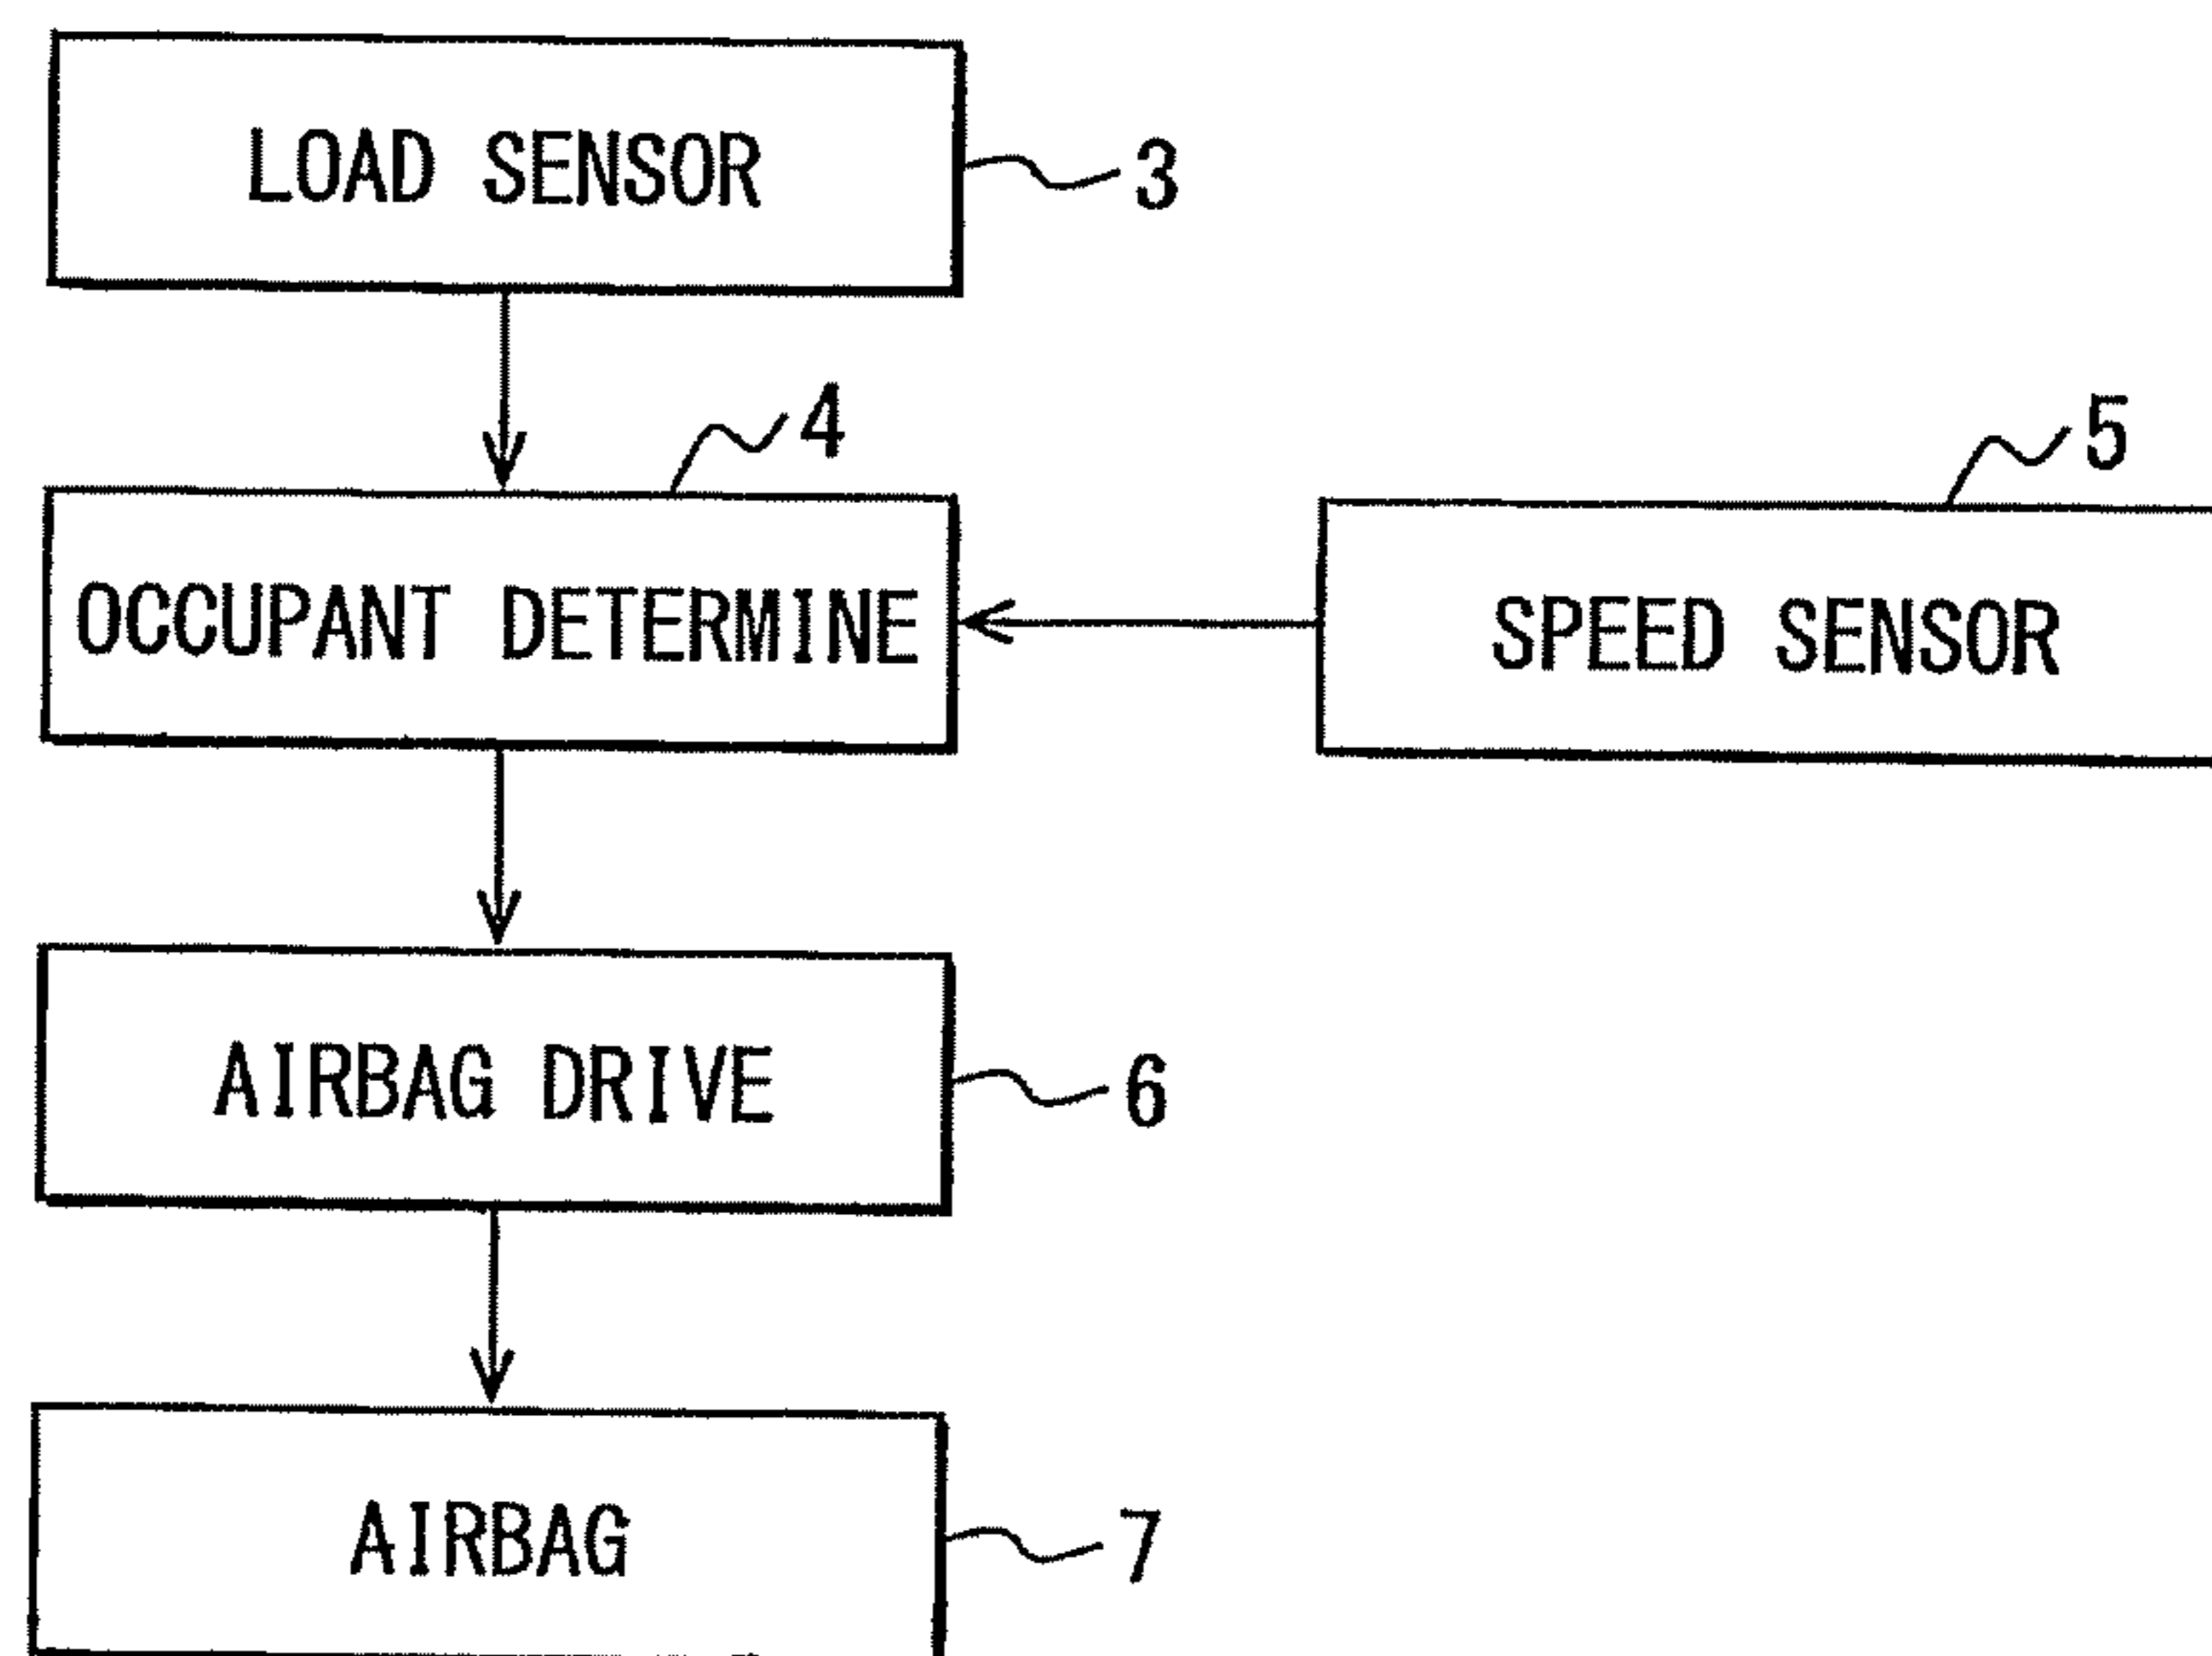 LOAD SENSOR
3
4
5
OCCUPANT DETERMINE
SPEED SENSOR
AIRBAG DRIVE
6
AIRBAG
7